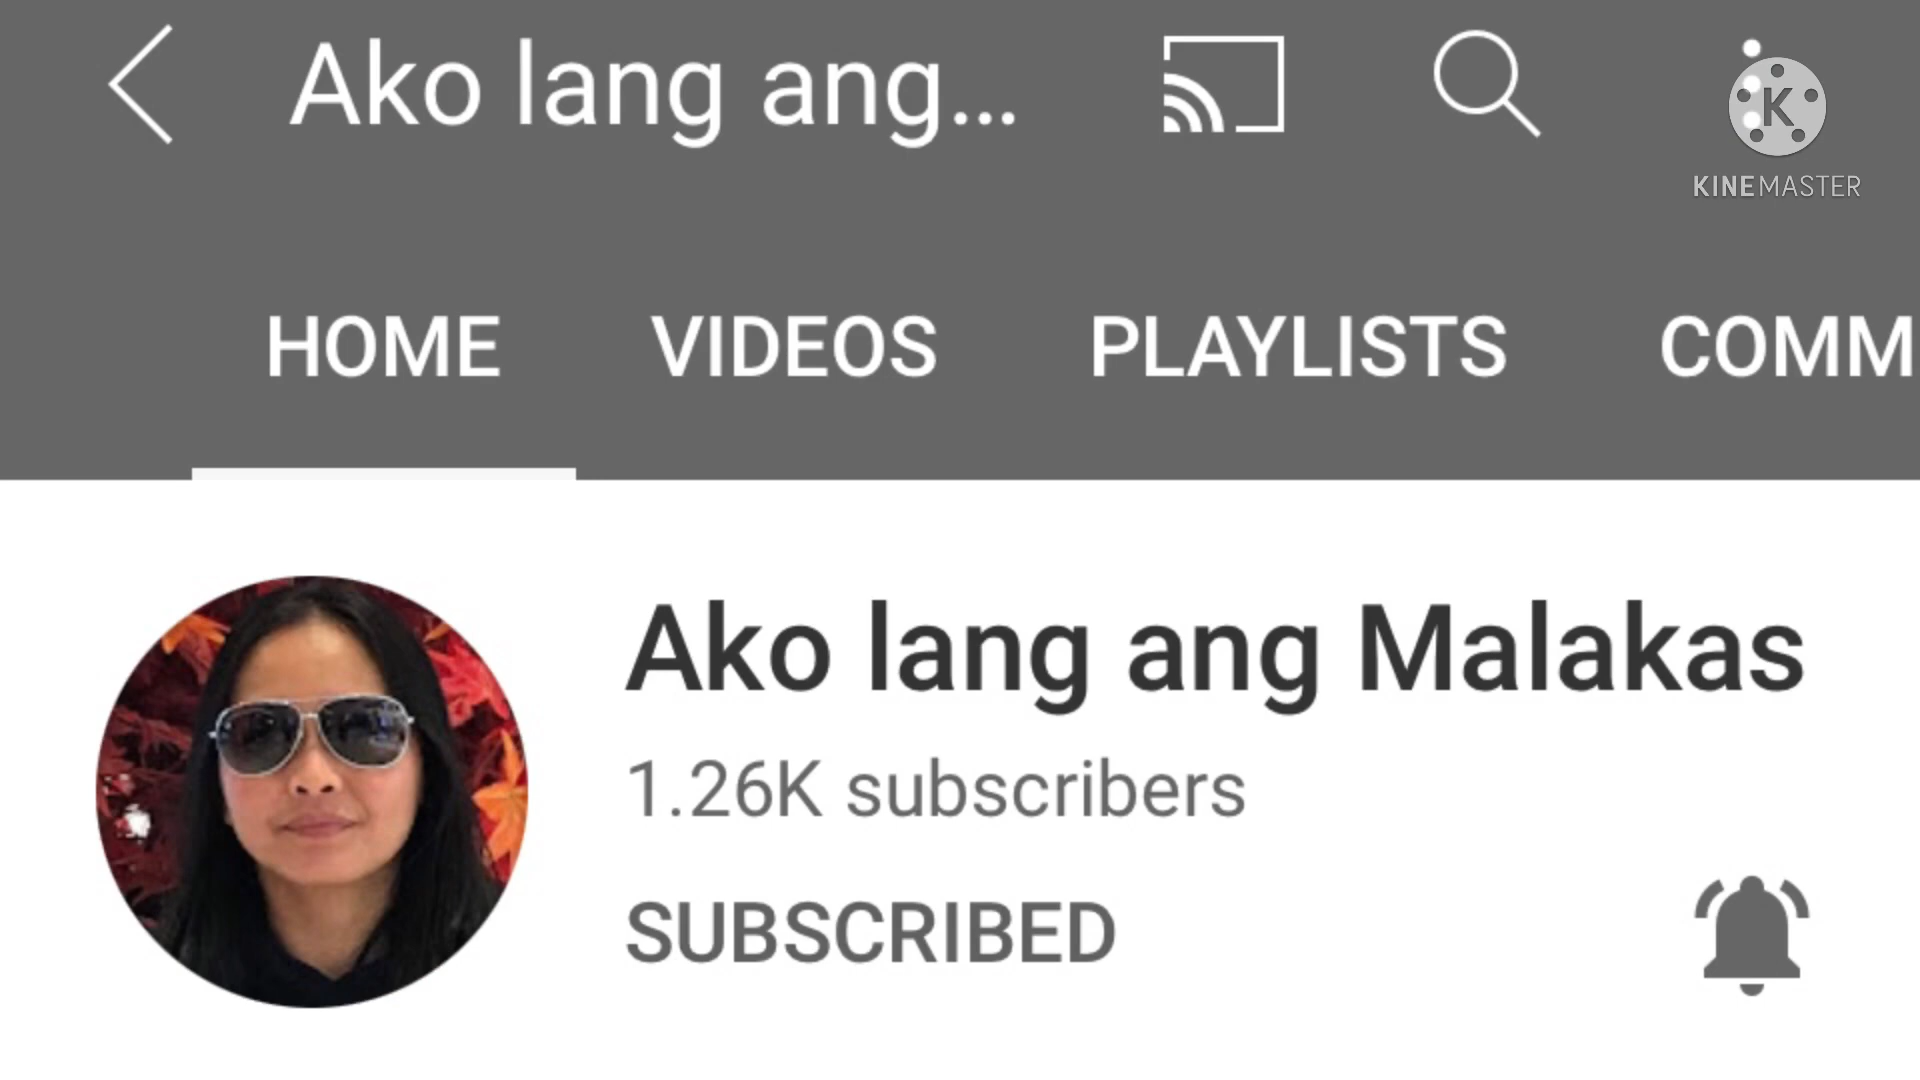 Ako lang ang...
K
KINEMASTER
HOME VIDEOS PLAYLISTS COMM
Ako lang ang Malakas
1.26K subscribers
SUBSCRIBED